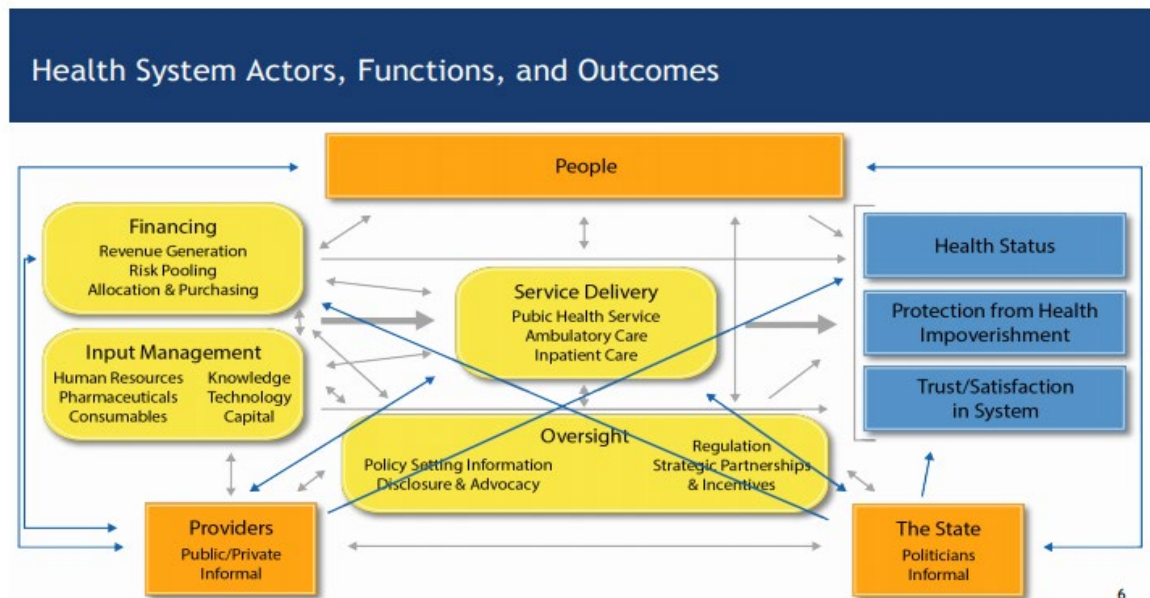 Health System Actors, Functions, and Outcomes
People
Financing
Revenue Generation
Risk Pooling
Allocation & Purchasing
Input Management
Human Resources
Pharmaceuticals
Consumables
Knowledge
Technology
Capital
Service Delivery
Pubic Health Service
Ambulatory Care
Inpatient Care
Oversight
Policy Setting Information
Disclosure & Advocacy
Regulation
Strategic Partnerships
& Incentives
Health Status
Protection from Health
Impoverishment
Trust/Satisfaction
in System
Providers
Public/Private
Informal
The State
Politicians
Informal
6